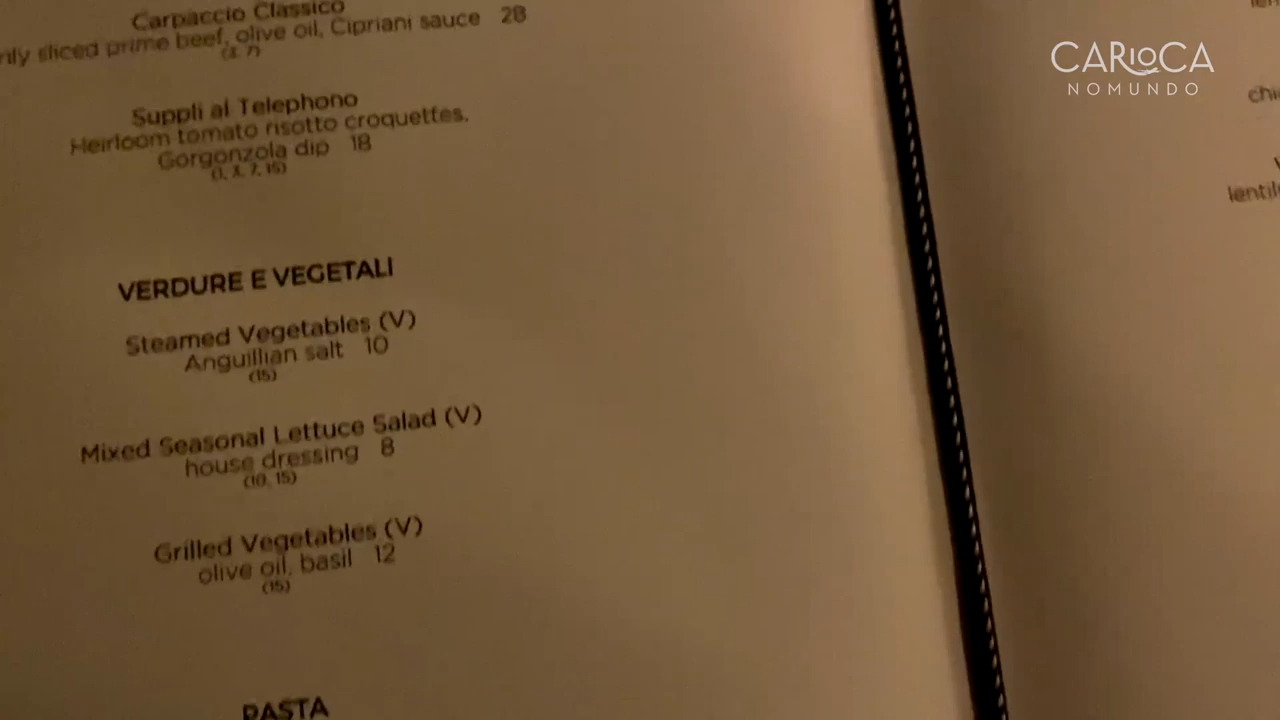 Carpaccio Classico
sliced prime beef, olive oil, Cipriani sauce 28
(3, 7)
Suppli al Telephono
Heirloom tomato risotto croquettes,
Gorgonzola dip 18
(1, 3, 7, 15)
VERDURE E VEGETALI
Steamed Vegetables (V)
Anguillian salt 10
(15)
Mixed Seasonal Lettuce Salad (V)
house dressing 8
(10, 15)
Grilled Vegetables (V)
olive oil, basil 12
(15)
PASTA
CARIOCA
NOMUNDO